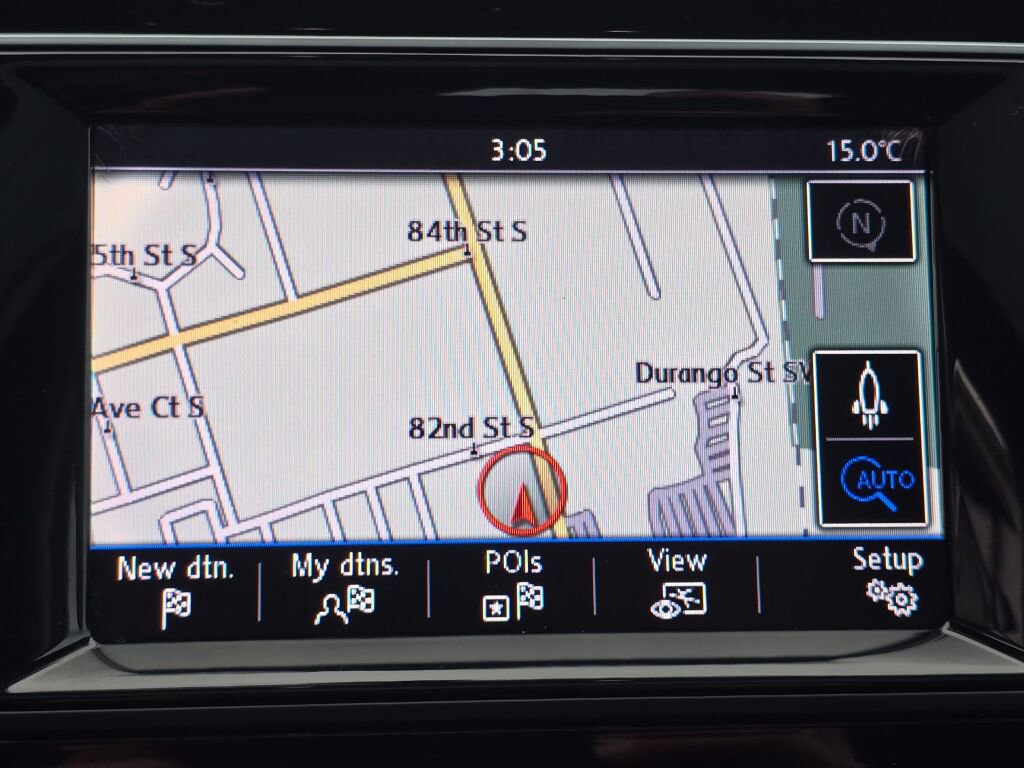 3:05
15.0°C
N
84th St S
5th St S
Durango St SW
Ave Ct S
82nd St S
AUTO
New dtn.
My dtns.
POIs
View
Setup